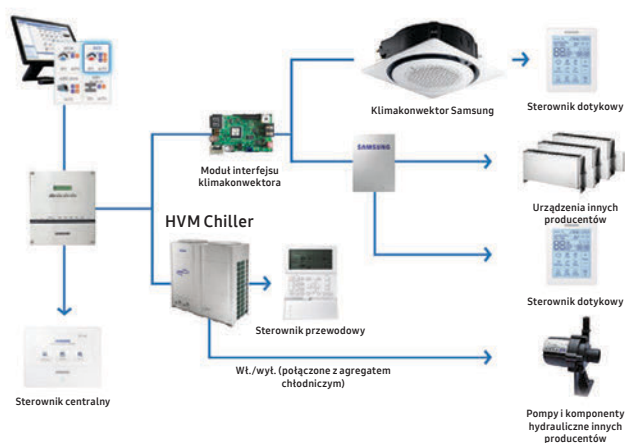 Klimakonwektor Samsung
Sterownik dotykowy
Moduł interfejsu
klimakonwektora
SAMSUNG
Urządzenia innych
producentów
HVM Chiller
Sterownik dotykowy
Sterownik przewodowy
Wł./wył. (połączone z agregatem
chłodniczym)
Sterownik centralny
Pompy i komponenty
hydrauliczne innych
producentów